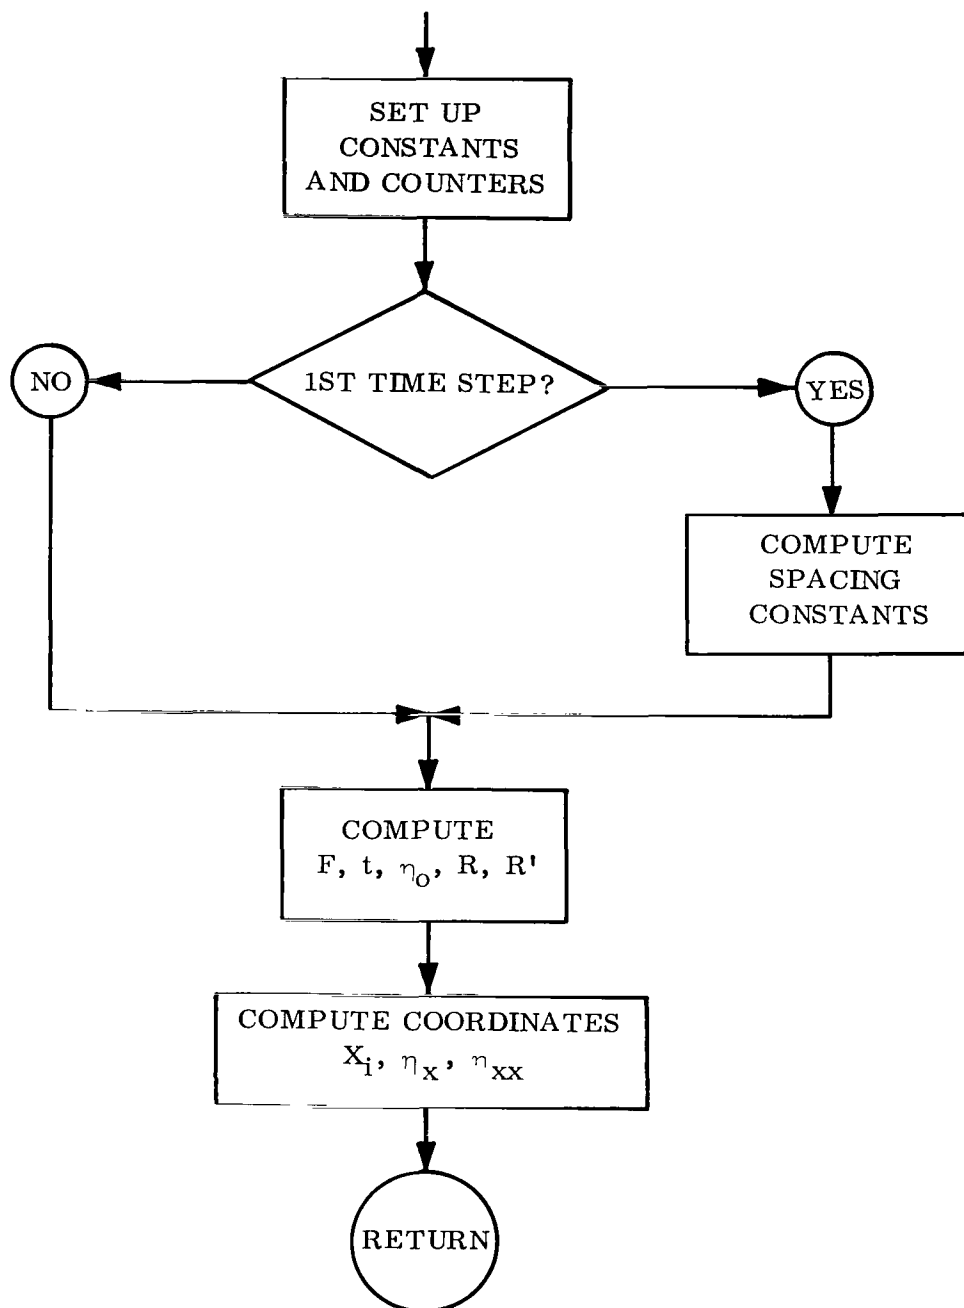 SET UP
CONSTANTS
AND COUNTERS
NO
1ST TIME STEP?
YES
COMPUTE
SPACING
CONSTANTS
COMPUTE
F, t, η₀, R, R'
COMPUTE COORDINATES
Xᵢ, ηₓ, ηₓₓ
RETURN